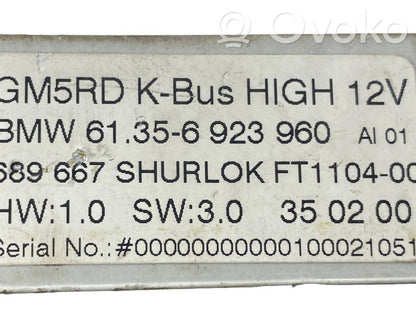 Ovoko
GM5RD K-Bus HIGH 12V
BMW 61.35-6 923 960 AI 01
689 667 SHURLOK FT1104-00
HW:1.0 SW:3.0 35 02 00
Serial No.: #00000000000100021051